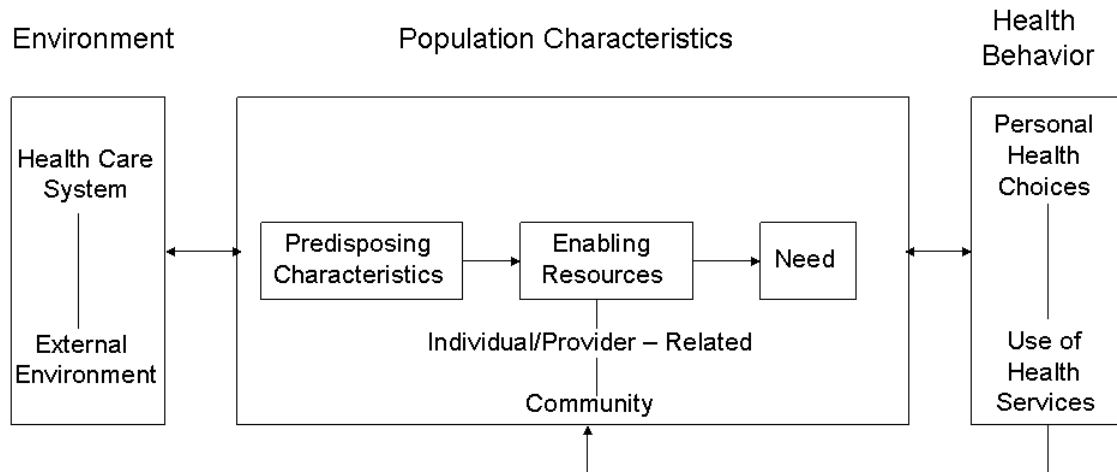 Environment
Population Characteristics
Health
Behavior
Health Care
System
External
Environment
Predisposing
Characteristics
Enabling
Resources
Need
Individual/Provider – Related
Community
Personal
Health
Choices
Use of
Health
Services